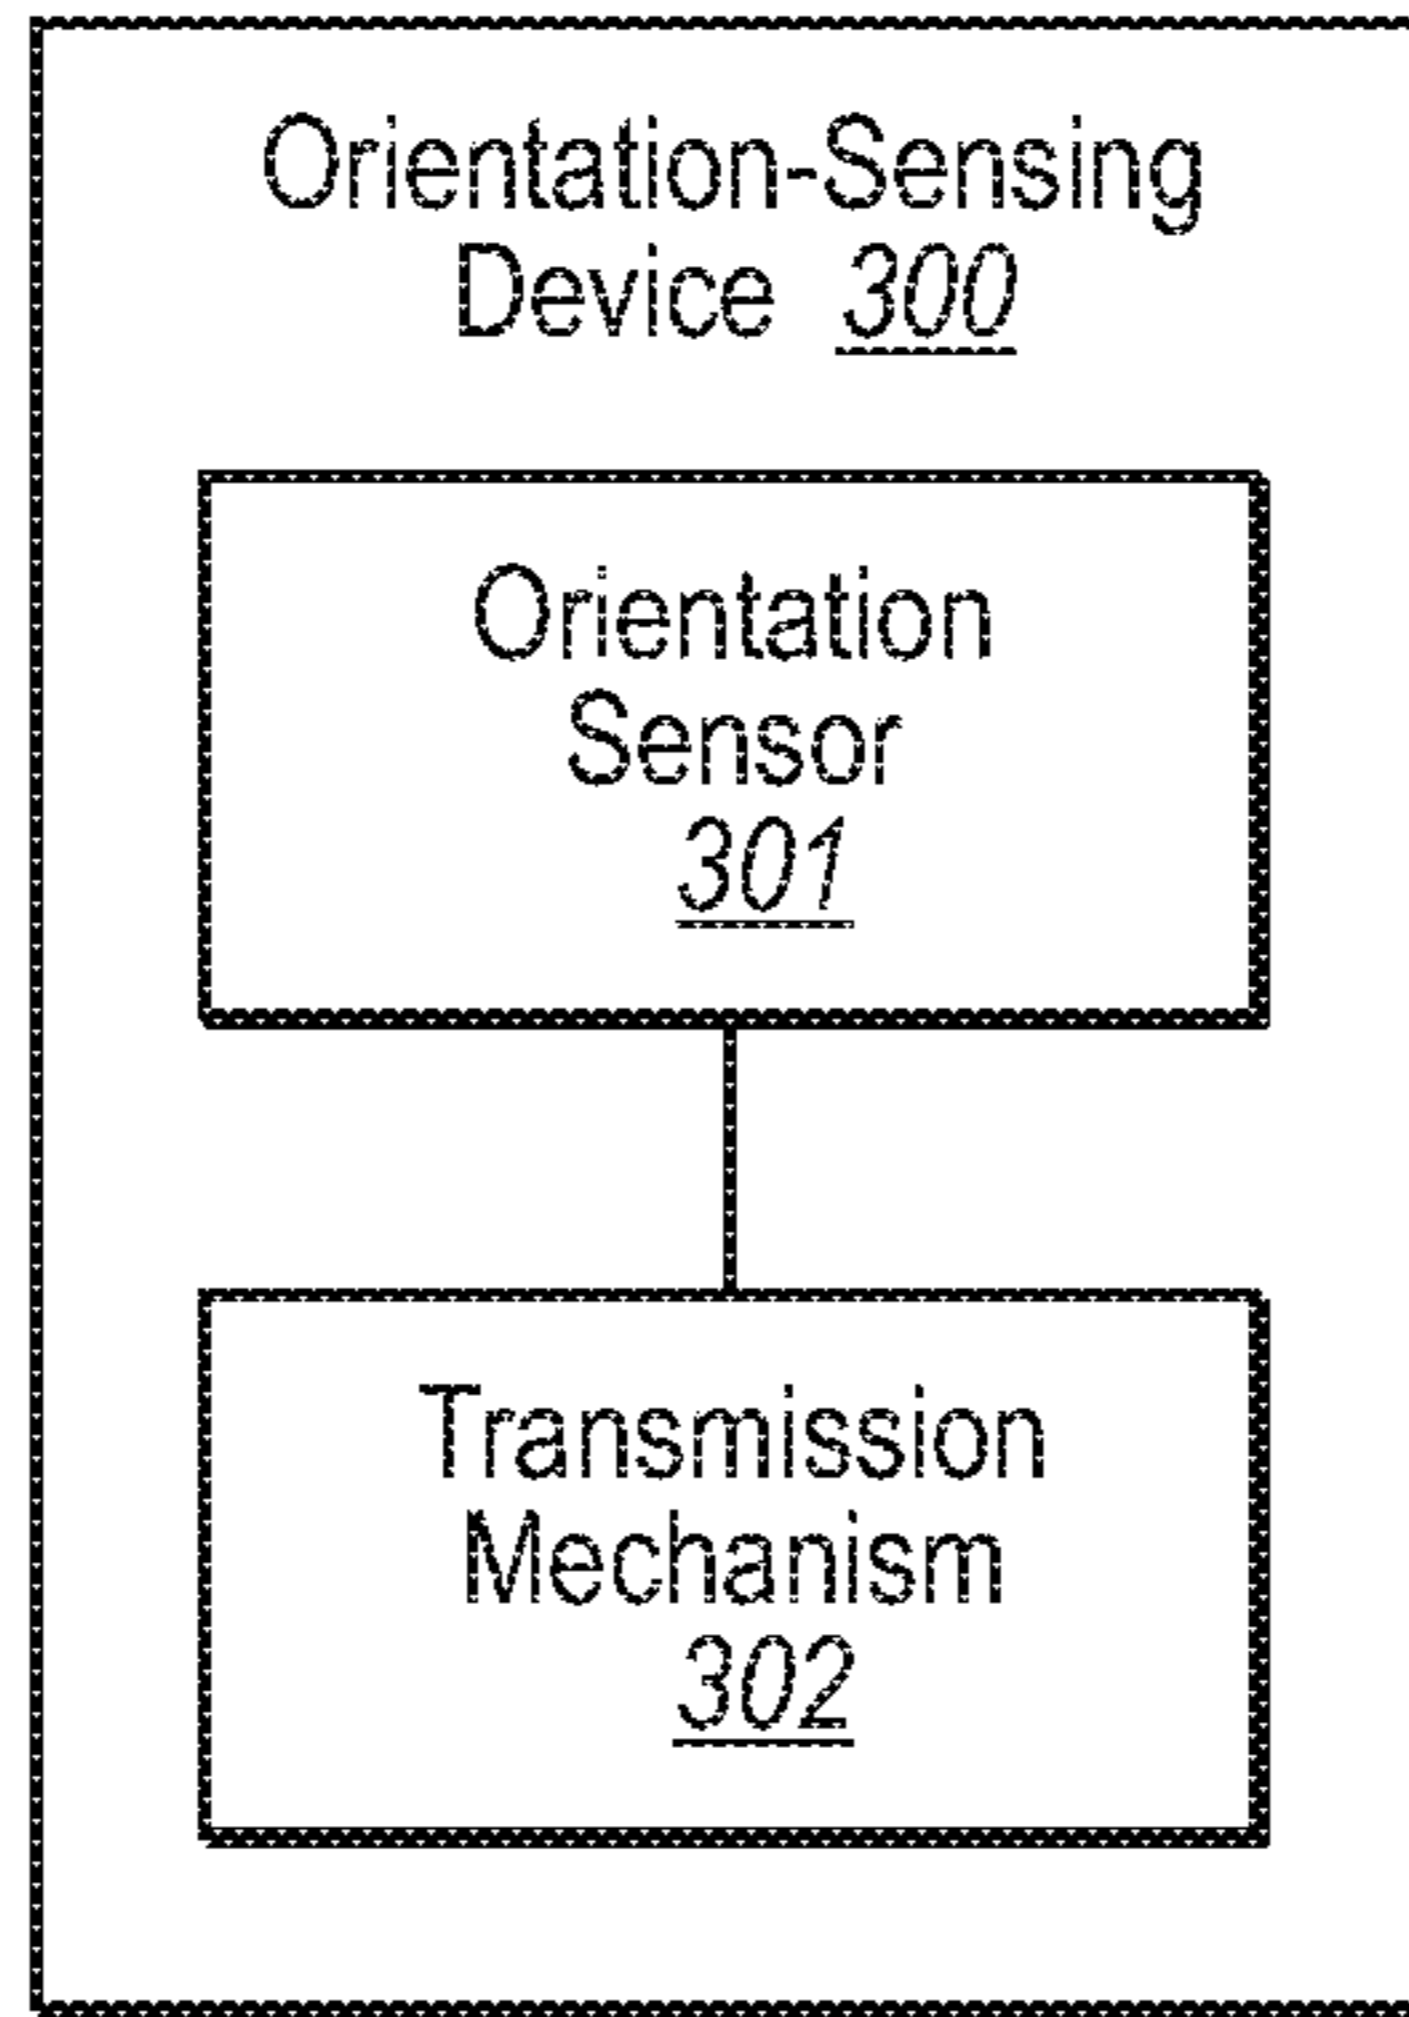 Orientation-Sensing
Device 300
Orientation
Sensor
301
Transmission
Mechanism
302